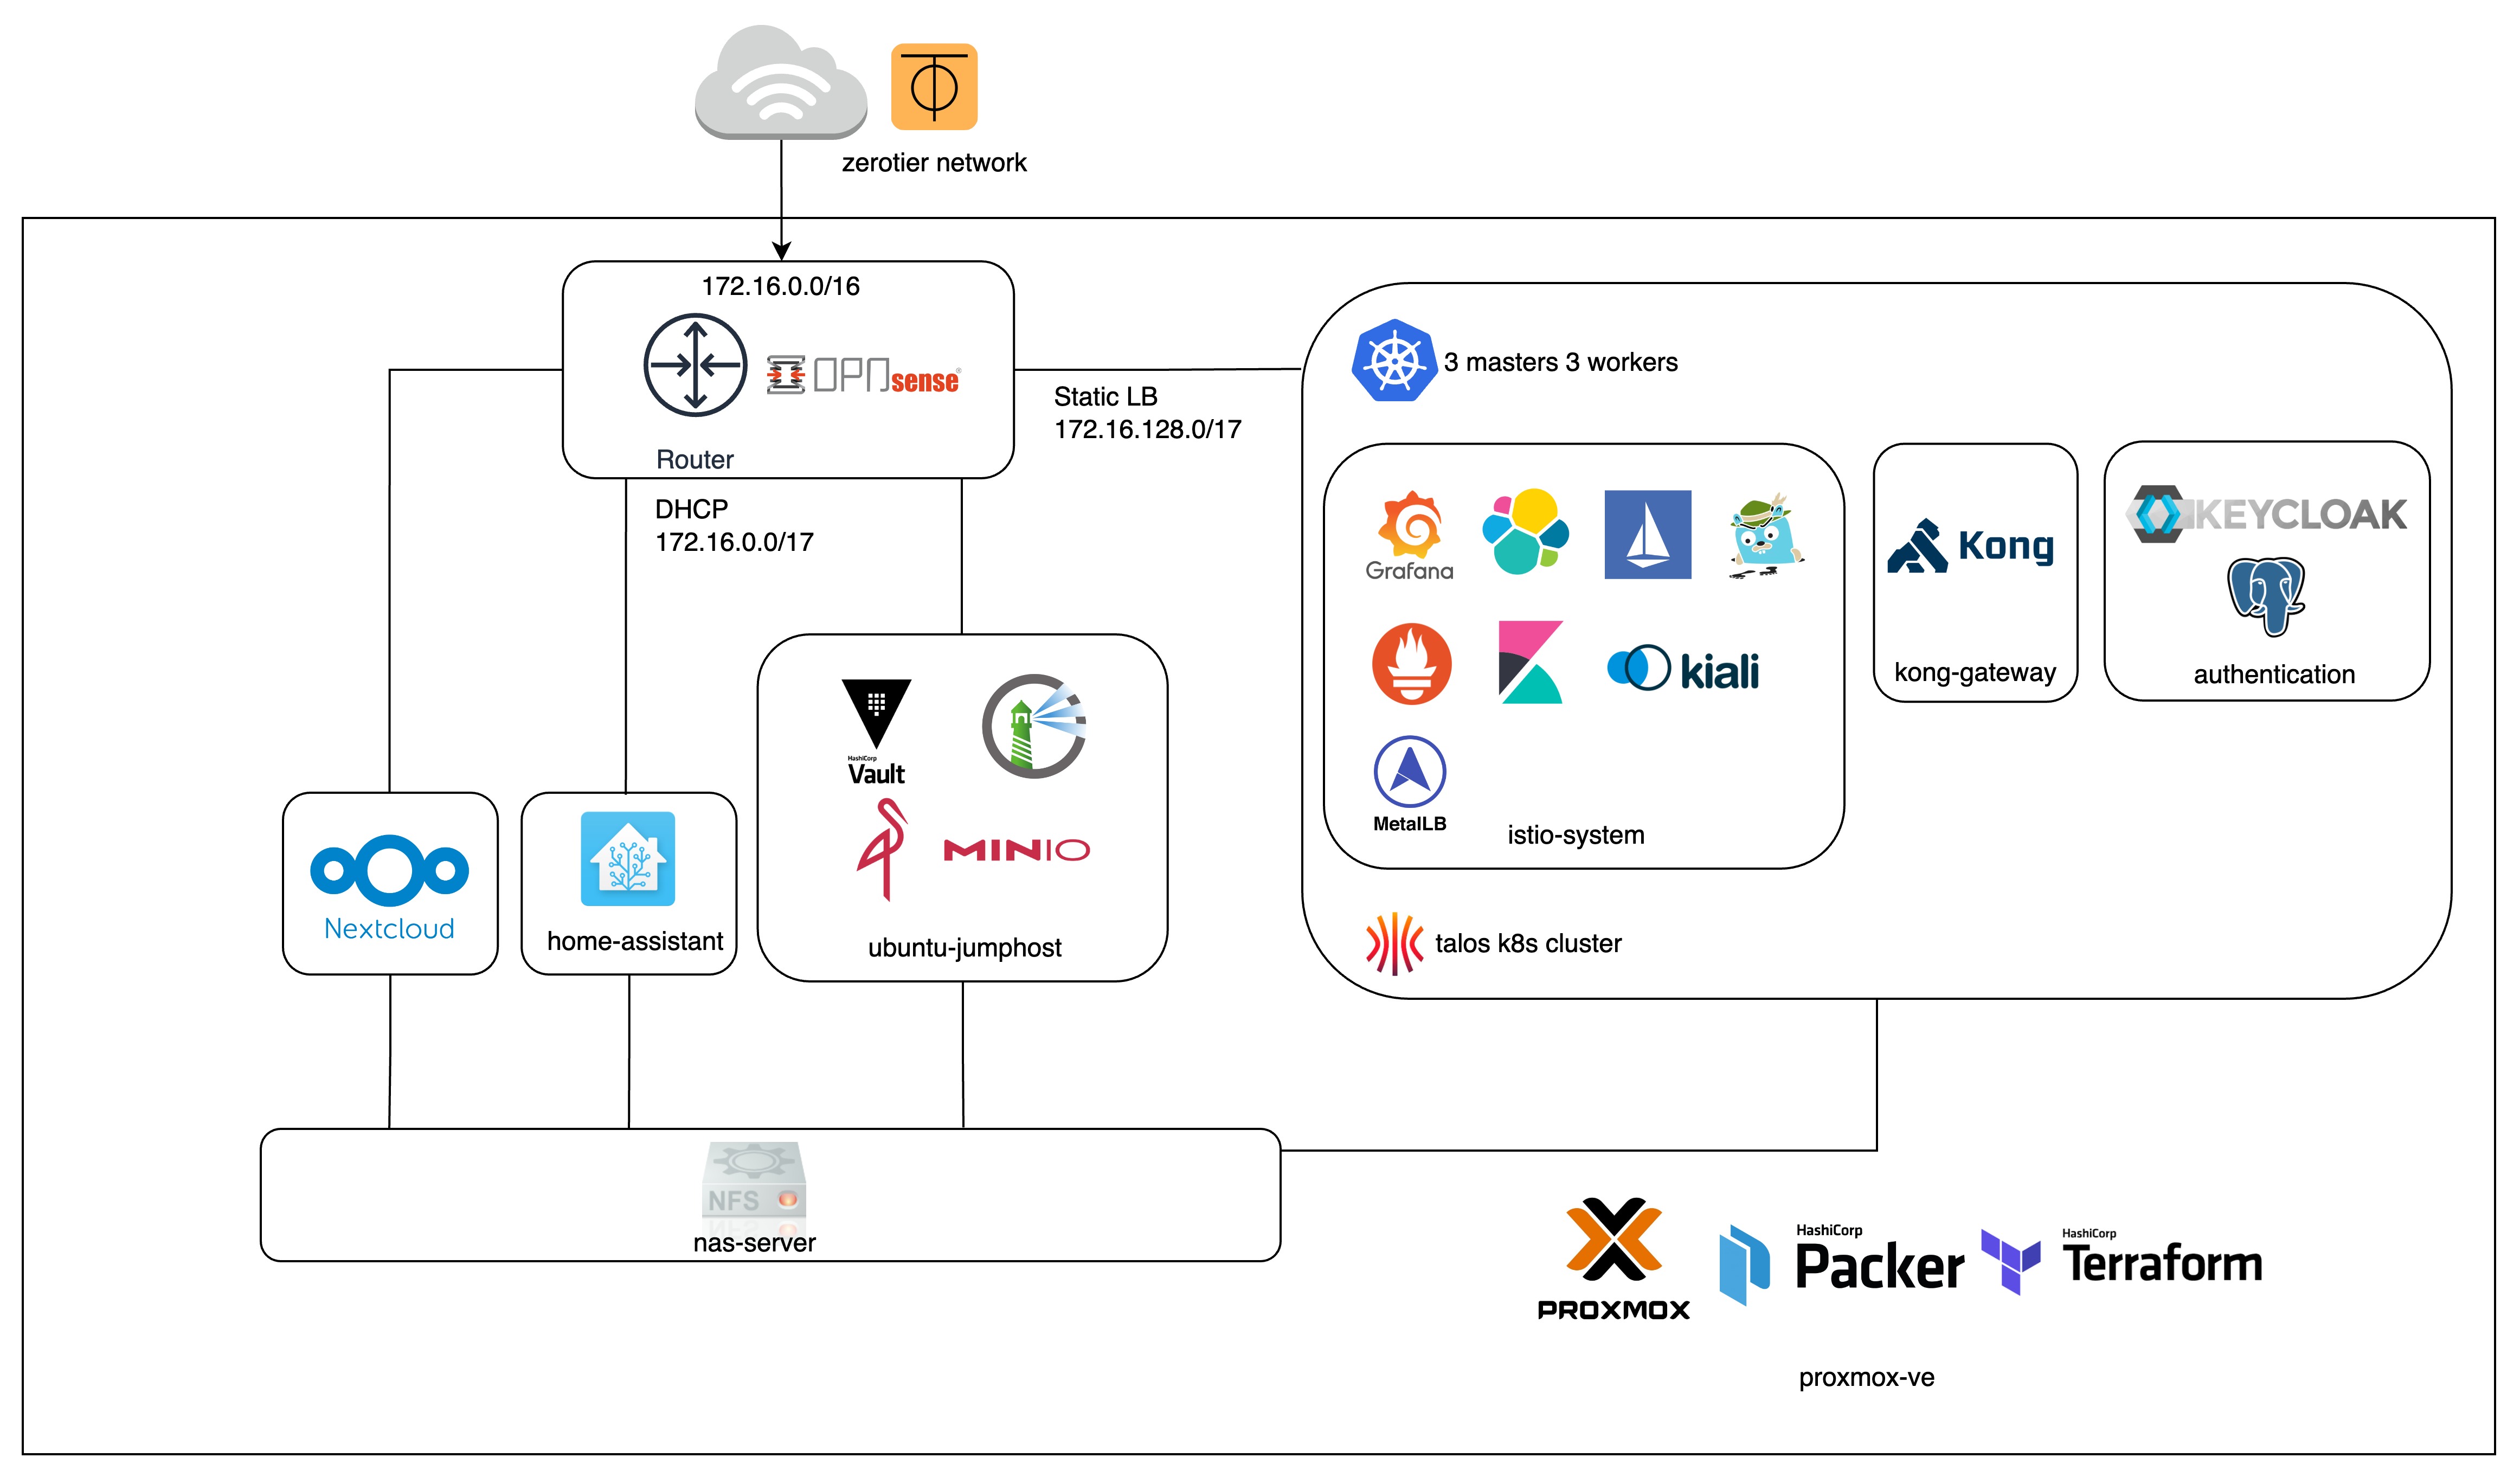 zerotier network
172.16.0.0/16
OPNsense®
Router
Static LB
172.16.128.0/17
DHCP
172.16.0.0/17
3 masters 3 workers
Grafana
kiali
MetalLB
istio-system
Kong
kong-gateway
KEYCLOAK
authentication
talos k8s cluster
HashiCorp
Vault
MINIO
ubuntu-jumphost
Nextcloud
home-assistant
NFS
nas-server
PROXMOX
HashiCorp
Packer
HashiCorp
Terraform
proxmox-ve